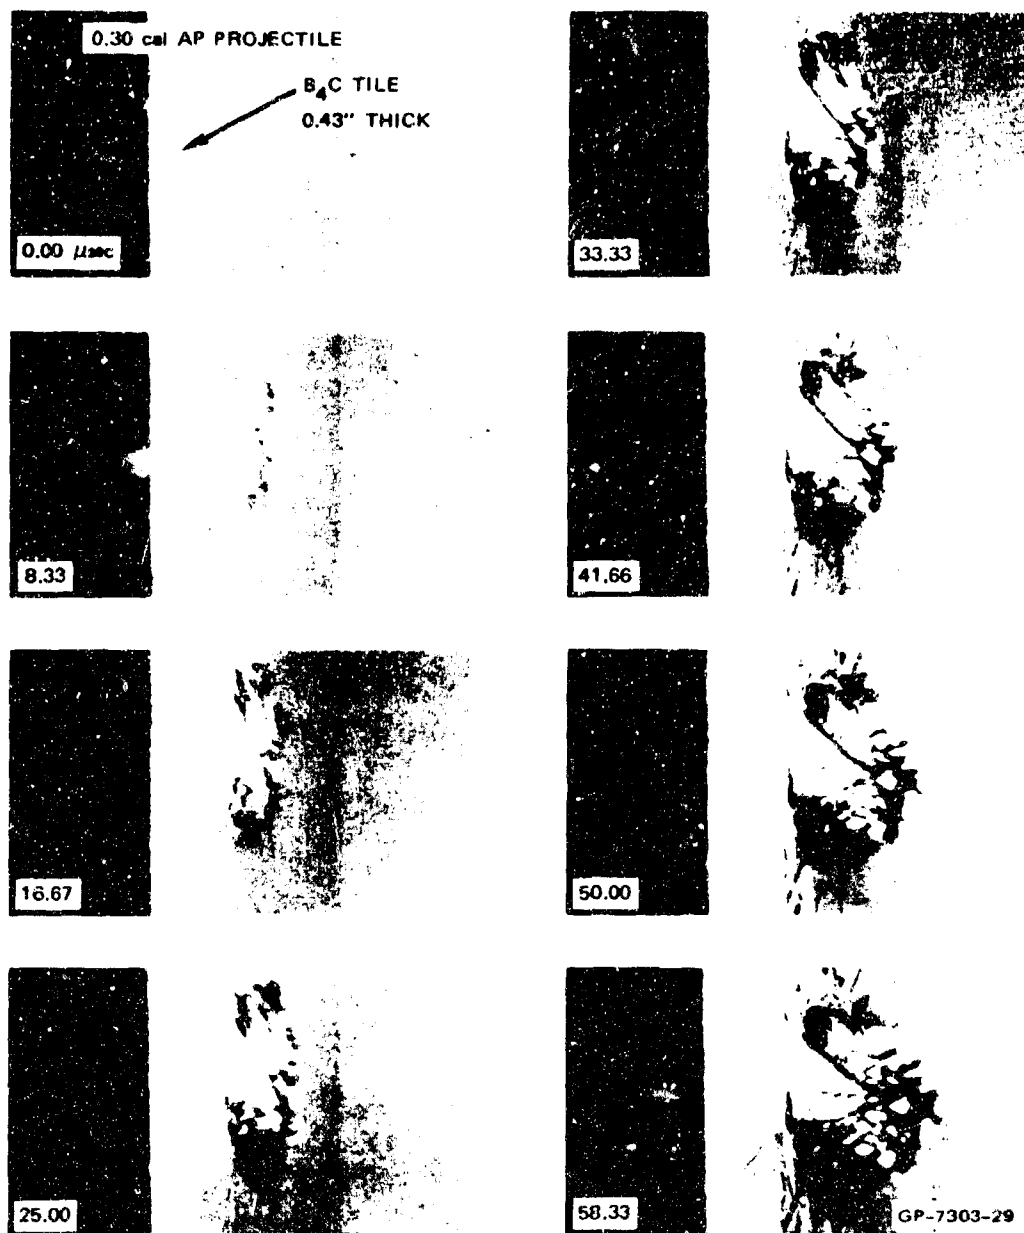 0.30 cal AP PROJECTILE
B₄C TILE
0.43" THICK
0.00 μsec
8.33
16.67
25.00
33.33
41.66
50.00
58.33
GP-7303-29